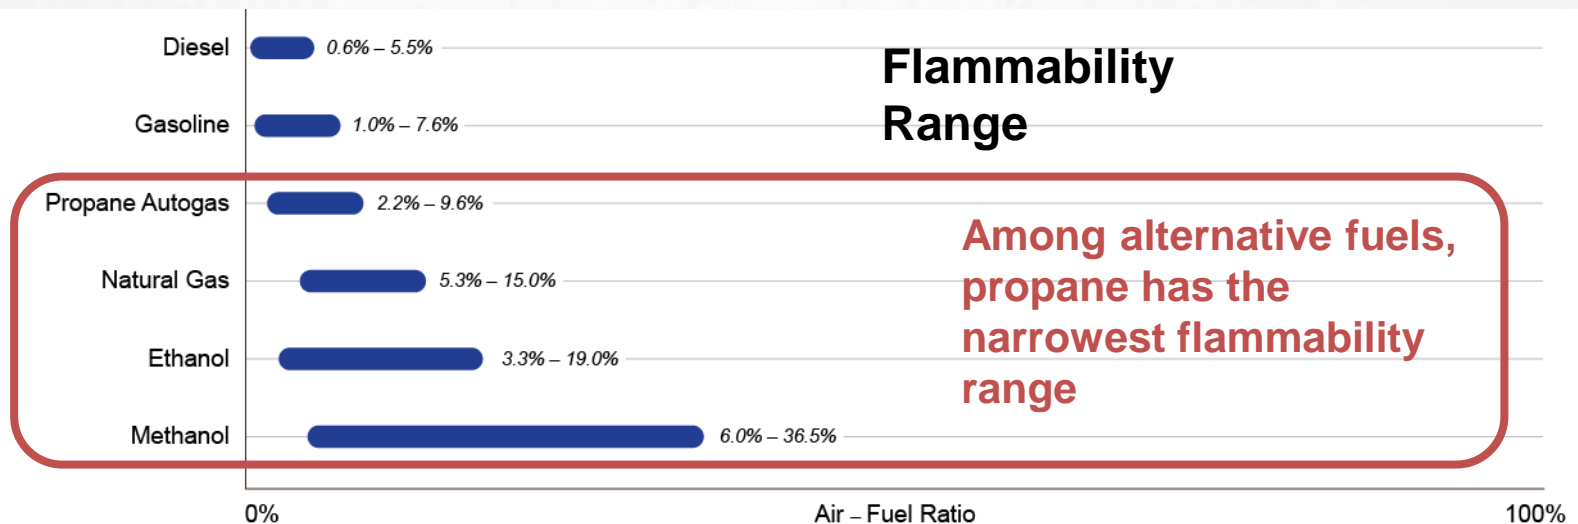 Diesel
0.6% – 5.5%
Flammability
Range
Gasoline
1.0% – 7.6%
Propane Autogas
2.2% – 9.6%
Among alternative fuels,
propane has the
narrowest flammability
range
Natural Gas
5.3% – 15.0%
Ethanol
3.3% – 19.0%
Methanol
6.0% – 36.5%
0%
Air – Fuel Ratio
100%